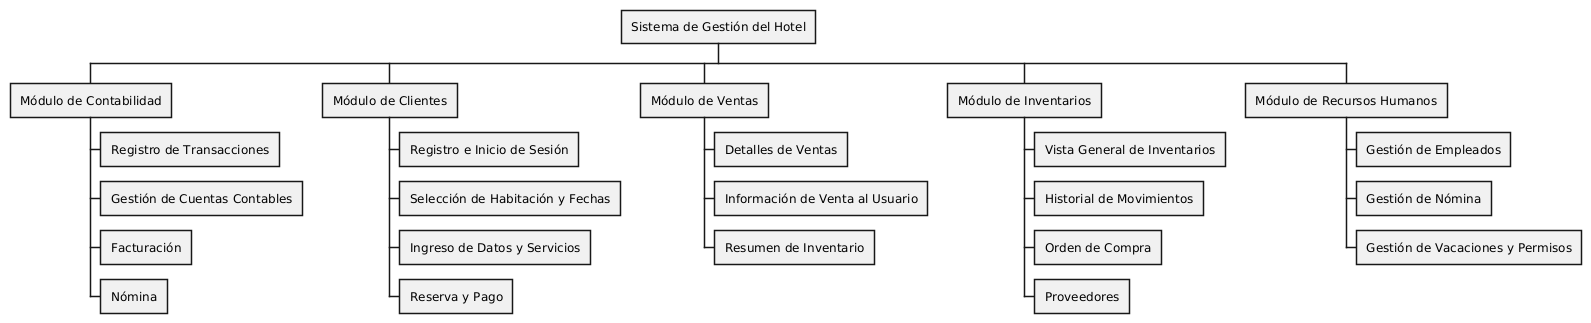 Sistema de Gestión del Hotel
Módulo de Contabilidad
Registro de Transacciones
Gestión de Cuentas Contables
Facturación
Nómina
Módulo de Clientes
Registro e Inicio de Sesión
Selección de Habitación y Fechas
Ingreso de Datos y Servicios
Reserva y Pago
Módulo de Ventas
Detalles de Ventas
Información de Venta al Usuario
Resumen de Inventario
Módulo de Inventarios
Vista General de Inventarios
Historial de Movimientos
Orden de Compra
Proveedores
Módulo de Recursos Humanos
Gestión de Empleados
Gestión de Nómina
Gestión de Vacaciones y Permisos